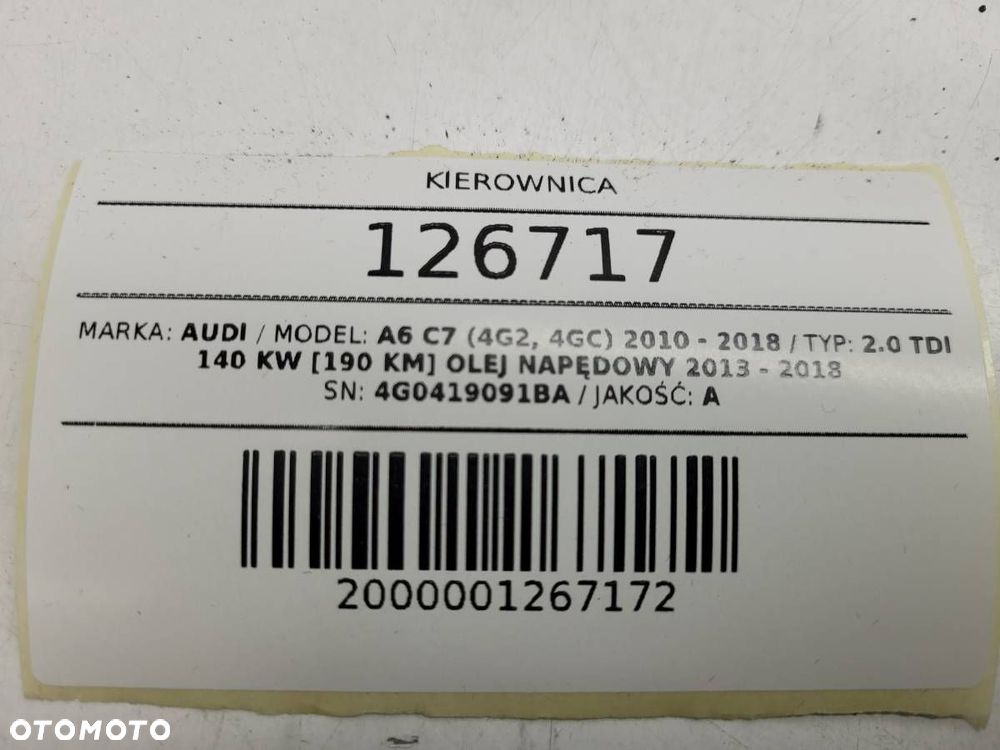 KIEROWNICA
126717
MARKA: AUDI / MODEL: A6 C7 (4G2, 4GC) 2010 - 2018 / TYP: 2.0 TDI
140 KW [190 KM] OLEJ NAPĘDOWY 2013 - 2018
SN: 4G0419091BA / JAKOŚĆ: A
2000001267172
OTOMOTO